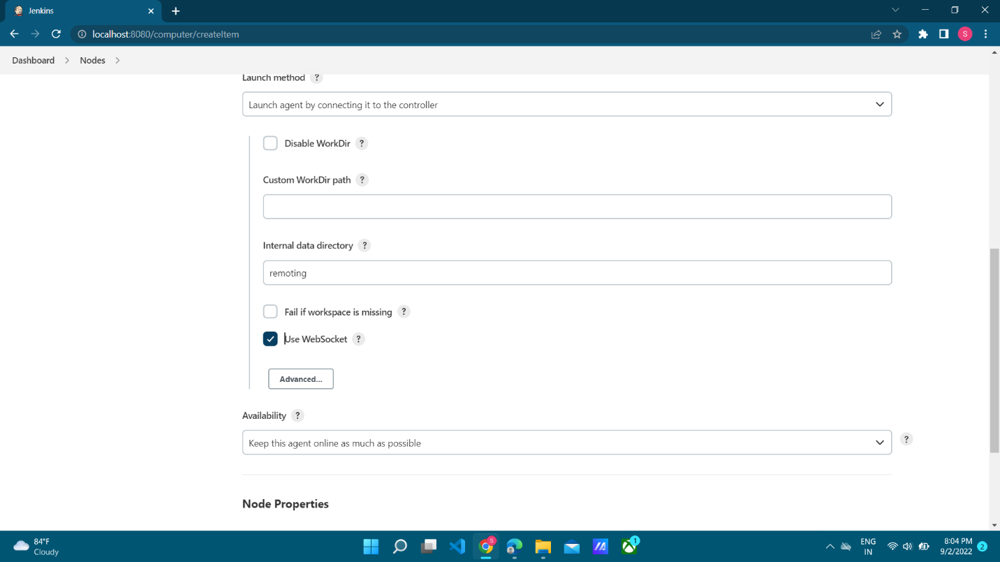 Jenkins
localhost:8080/computer/createItem
S
Dashboard
Nodes
Launch method ?
Launch agent by connecting it to the controller
Disable WorkDir ?
Custom WorkDir path ?
Internal data directory ?
remoting
Fail if workspace is missing ?
Use WebSocket ?
Advanced...
Availability ?
Keep this agent online as much as possible
?
Node Properties
84°F
Cloudy
S
1
ENG
IN
8:04 PM
9/2/2022
2